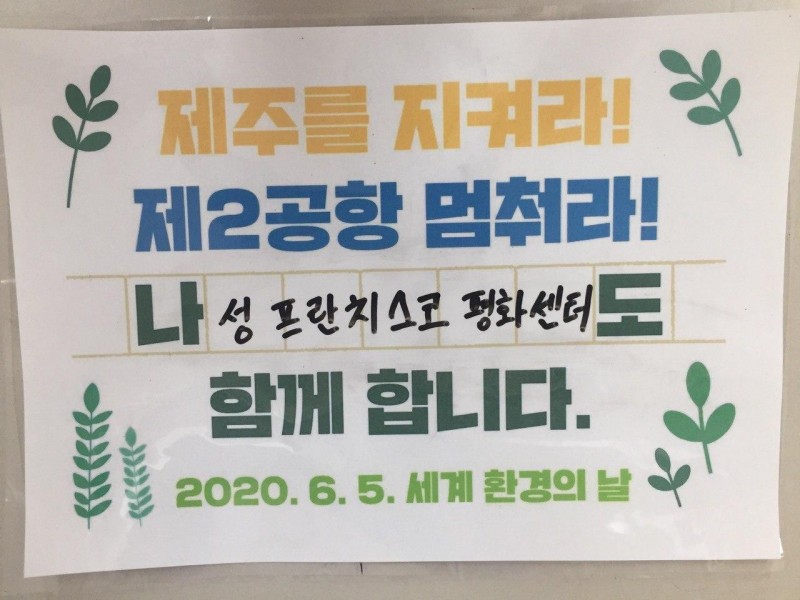 제주를 지켜라!
제2공항 멈춰라!
나 성 프란치스코 평화센터도
함께 합니다.
2020. 6. 5. 세계 환경의 날